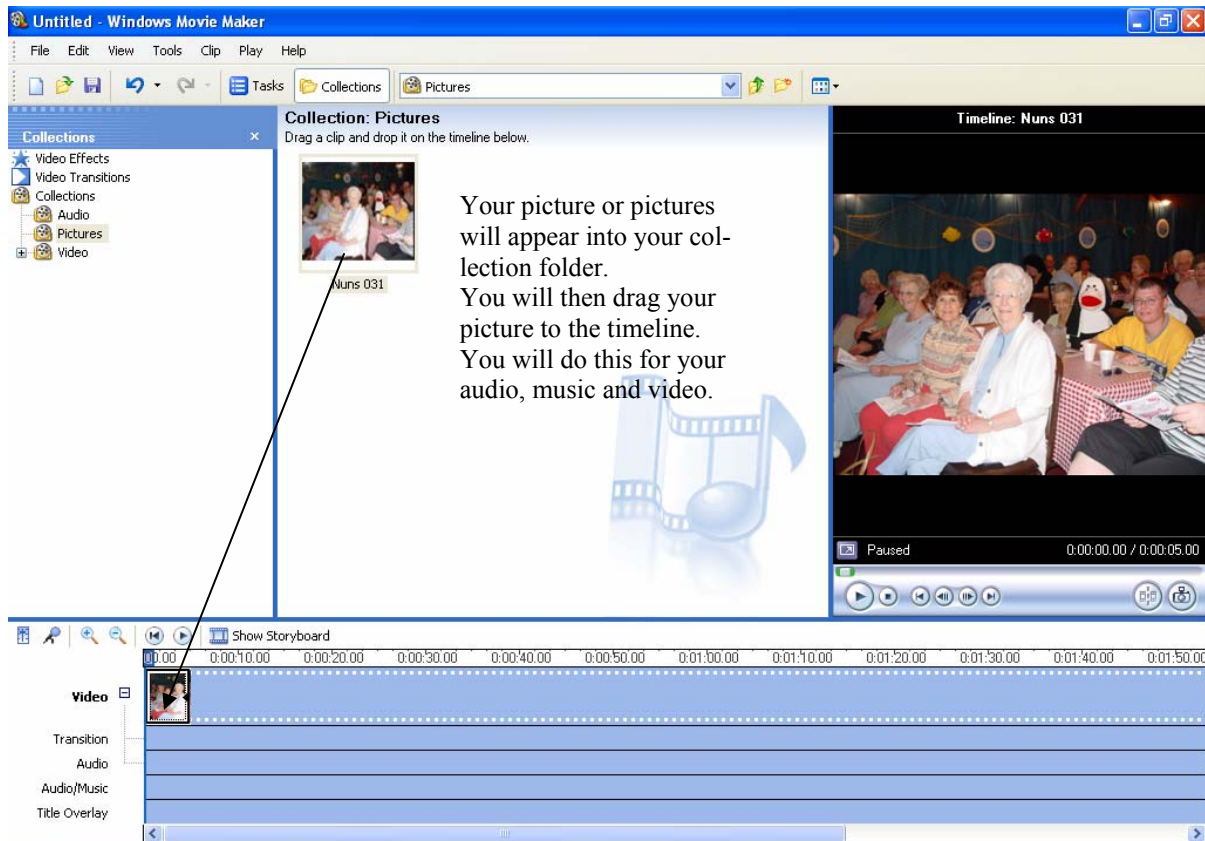 Untitled - Windows Movie Maker
File Edit View Tools Clip Play Help
Tasks Collections Pictures
Collections ×
Video Effects
Video Transitions
Collections
Audio
Pictures
Video
Collection: Pictures
Drag a clip and drop it on the timeline below.
Nuns 031
Your picture or pictures
will appear into your col-
lection folder.
You will then drag your
picture to the timeline.
You will do this for your
audio, music and video.
Timeline: Nuns 031
Paused 0:00:00.00 / 0:00:05.00
Show Storyboard
0:00:10.00 0:00:20.00 0:00:30.00 0:00:40.00 0:00:50.00 0:01:00.00 0:01:10.00 0:01:20.00 0:01:30.00 0:01:40.00 0:01:50.00
Video
Transition
Audio
Audio/Music
Title Overlay